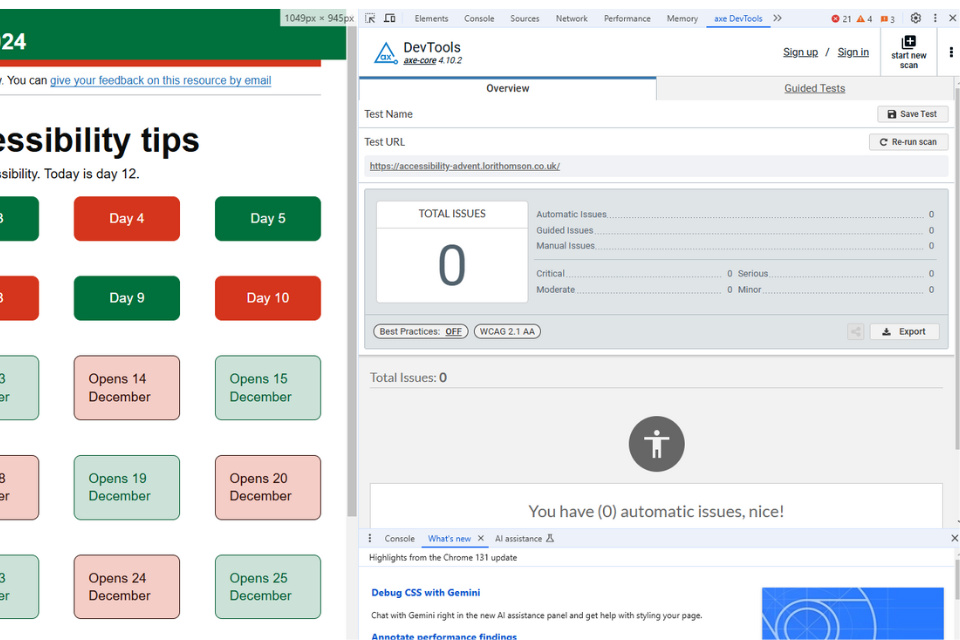 1049px × 945px
24
. You can give your feedback on this resource by email
essibility tips
sibility. Today is day 12.
3
Day 4
Day 5
8
Day 9
Day 10
3
er
Opens 14
December
Opens 15
December
8
er
Opens 19
December
Opens 20
December
3
er
Opens 24
December
Opens 25
December
Elements Console Sources Network Performance Memory axe DevTools 21 4 3
DevTools
axe-core 4.10.2
Sign up / Sign in
start new
scan
Overview
Guided Tests
Test Name
Save Test
Test URL
Re-run scan
https://accessibility-advent.lorithomson.co.uk/
TOTAL ISSUES
0
Automatic Issues 0
Guided Issues 0
Manual Issues 0
Critical 0 Serious 0
Moderate 0 Minor 0
Best Practices: OFF WCAG 2.1 AA
Export
Total Issues: 0
You have (0) automatic issues, nice!
Console What's new AI assistance
Highlights from the Chrome 131 update
Debug CSS with Gemini
Chat with Gemini right in the new AI assistance panel and get help with styling your page.
Annotate performance findings